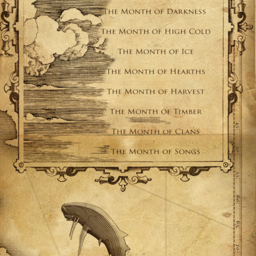 The Month of Darkness
The Month of High Cold
The Month of Ice
The Month of Hearths
The Month of Harvest
The Month of Timber
The Month of Clans
The Month of Songs